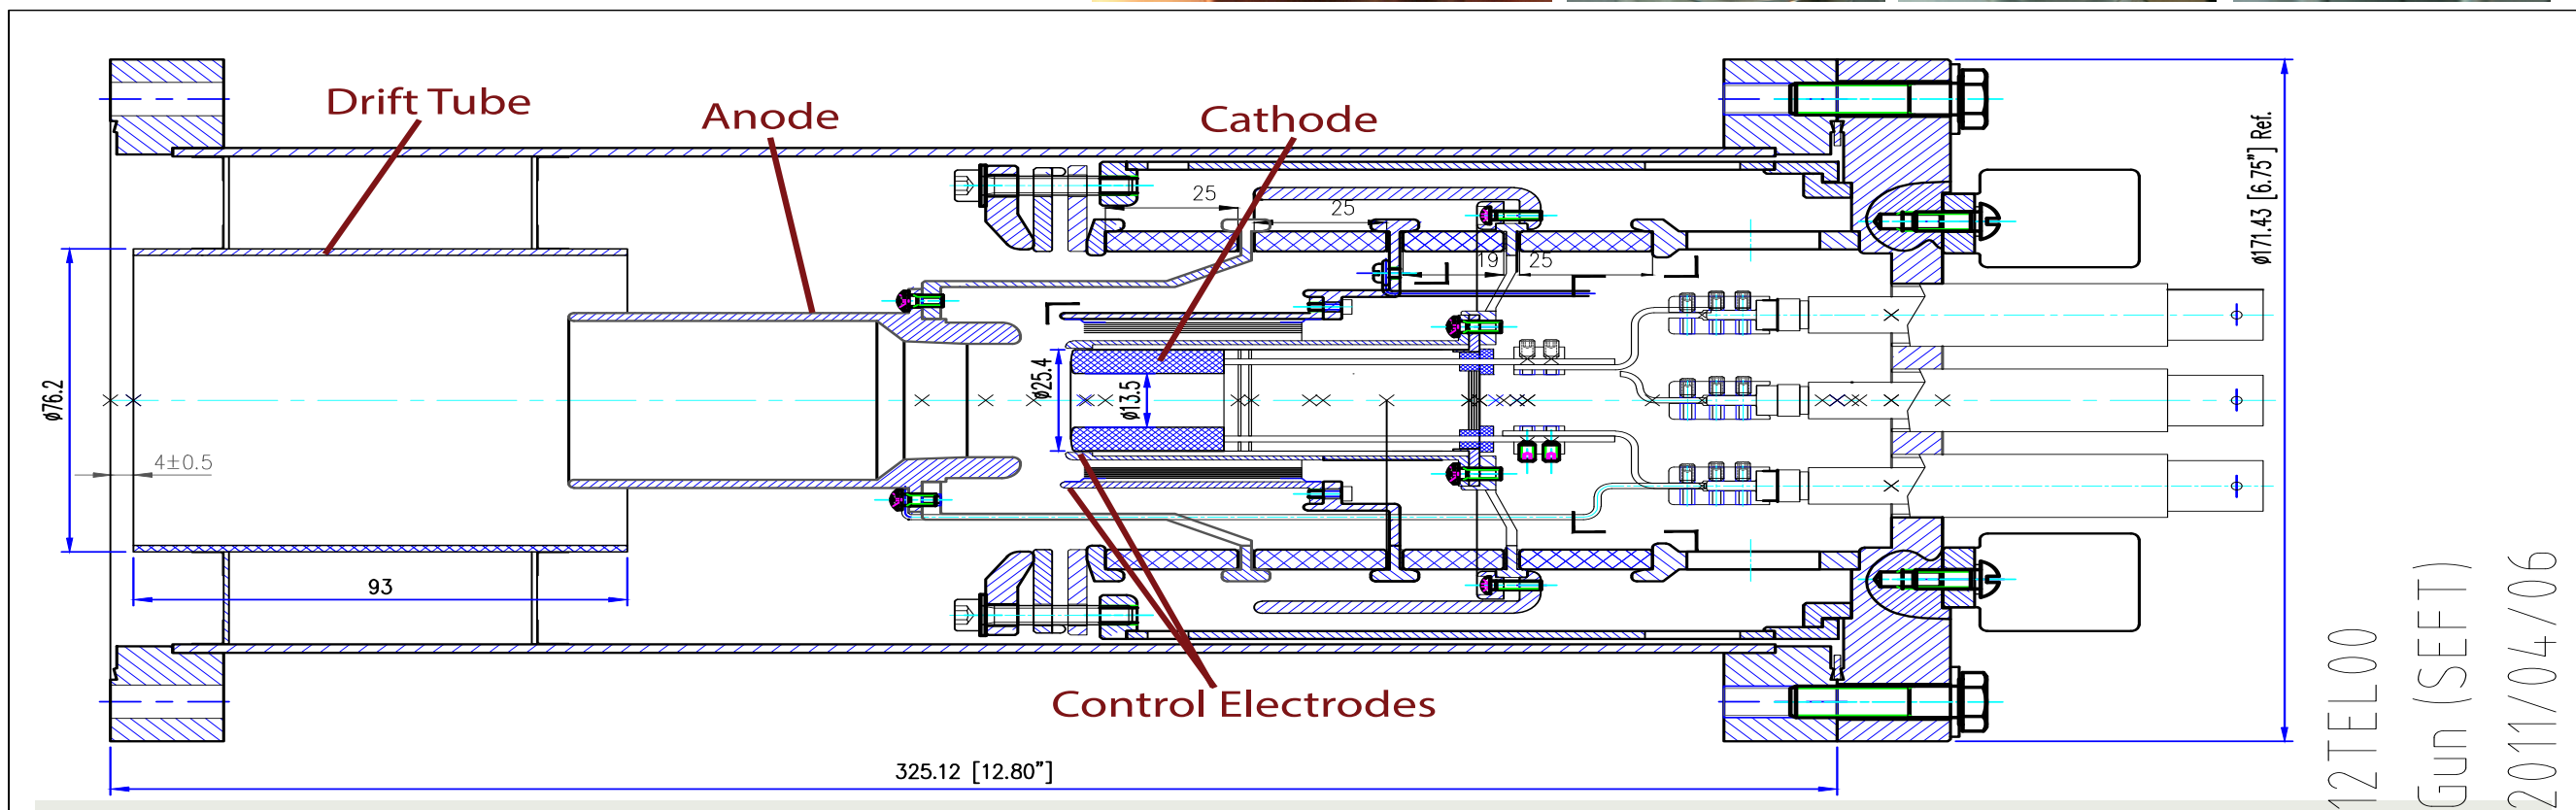 Drift Tube
Anode
Cathode
Control Electrodes
25
25
19
25
ø76.2
4±0.5
93
ø25.4
ø13.5
325.12 [12.80"]
ø171.43 [6.75"] Ref.
12TEL00
Gun (SEFT)
2011/04/06